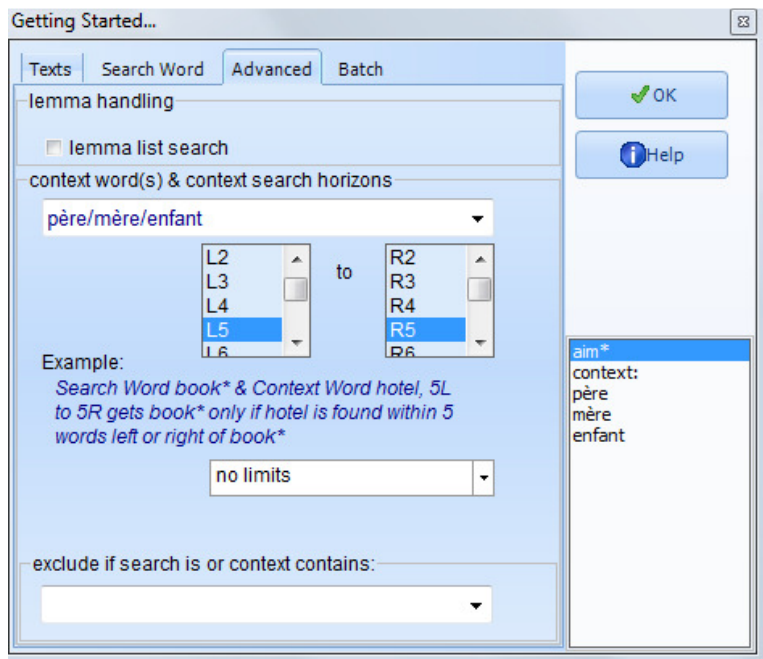 Getting Started...
Texts Search Word Advanced Batch
lemma handling
lemma list search
context word(s) & context search horizons
père/mère/enfant
L2
L3
L4
L5
L6
to
R2
R3
R4
R5
R6
Example:
Search Word book* & Context Word hotel, 5L
to 5R gets book* only if hotel is found within 5
words left or right of book*
no limits
exclude if search is or context contains:
OK
Help
aim*
context:
père
mère
enfant